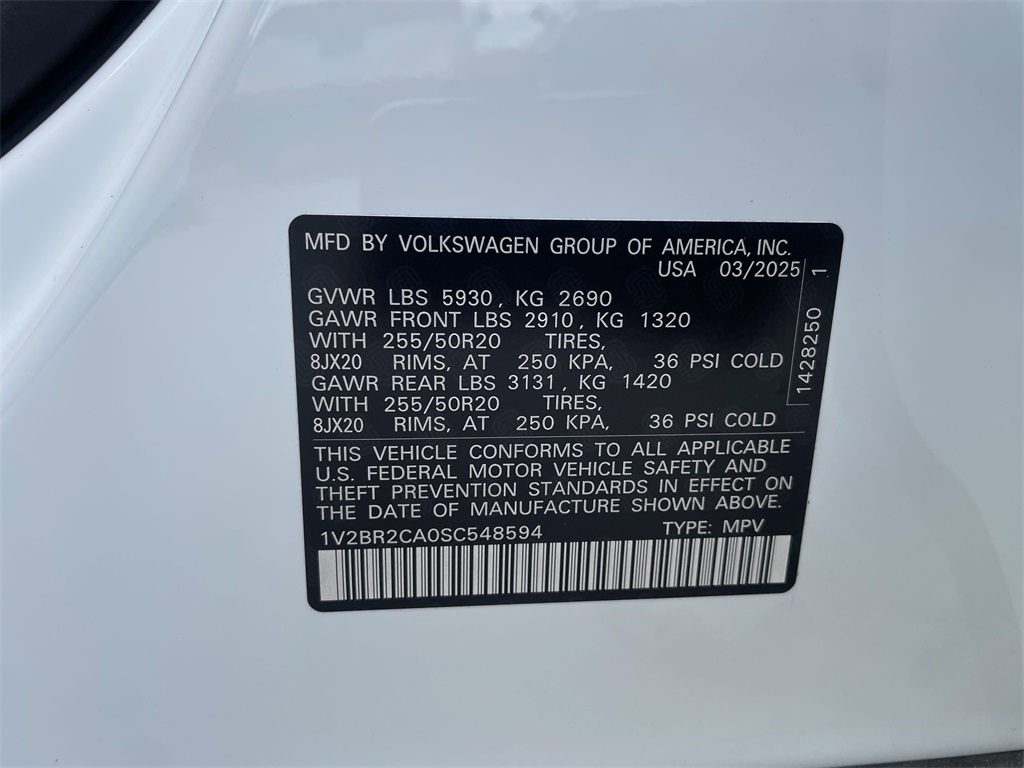 MFD BY VOLKSWAGEN GROUP OF AMERICA, INC.
USA 03/2025
GVWR LBS 5930, KG 2690
GAWR FRONT LBS 2910, KG 1320
WITH 255/50R20 TIRES,
8JX20 RIMS, AT 250 KPA, 36 PSI COLD
GAWR REAR LBS 3131, KG 1420
WITH 255/50R20 TIRES,
8JX20 RIMS, AT 250 KPA, 36 PSI COLD
THIS VEHICLE CONFORMS TO ALL APPLICABLE
U.S. FEDERAL MOTOR VEHICLE SAFETY AND
THEFT PREVENTION STANDARDS IN EFFECT ON
THE DATE OF MANUFACTURE SHOWN ABOVE.
1V2BR2CA0SC548594 TYPE: MPV
1428250 1